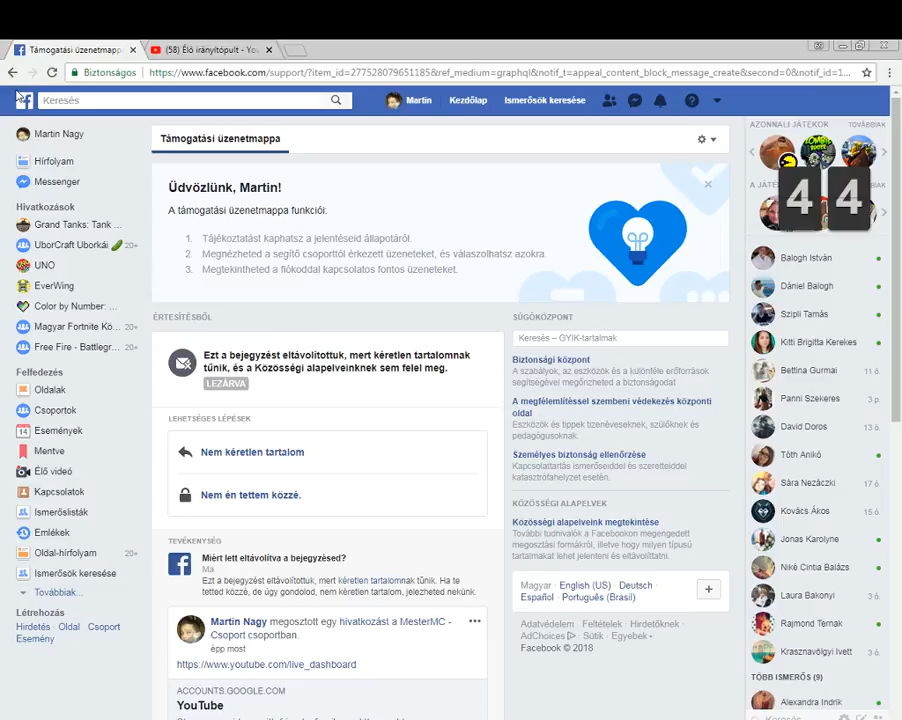 Támogatási üzenetmapp
(58) Élő irányítópult - You
Biztonságos
https://www.facebook.com/support/?item_id=277528079651185&ref_medium=graphql&notif_t=appeal_content_block_message_create&second=0&notif_id=1...
Keresés
Martin
Kezdőlap
Ismerősök keresése
Martin Nagy
Hírfolyam
Messenger
Hivatkozások
Grand Tanks: Tank ...
UborCraft Uborkái 20+
UNO
EverWing
Color by Number: ...
Magyar Fortnite Kö... 20+
Free Fire - Battlegr... 20+
Felfedezés
Oldalak
Csoportok
14 Események
Mentve
Élő videó
Kapcsolatok
Ismerőslisták
Emlékek
Oldal-hírfolyam 20+
Ismerősök keresése
Továbbiak...
Létrehozás
Hirdetés Oldal Csoport
Esemény
Támogatási üzenetmappa
Üdvözlünk, Martin!
A támogatási üzenetmappa funkciói:
1. Tájékoztatást kaphatsz a jelentéseid állapotáról.
2. Megnézheted a segítő csoportól érkezett üzeneteket, és válaszolhatsz azokra.
3. Megtekintheted a fiókoddal kapcsolatos fontos üzeneteket.
ÉRTESÍTÉSBŐL
Ezt a bejegyzést eltávolítottuk, mert kéretlen tartalomnak
tűnik, és a Közösségi alapelveinknek sem felel meg.
LEZÁRVA
LEHETSÉGES LÉPÉSEK
Nem kéretlen tartalom
Nem én tettem közzé.
TEVÉKENYSÉG
Miért lett eltávolítva a bejegyzésed?
Ma
Ezt a bejegyzést eltávolítottuk, mert kéretlen tartalomnak tűnik. Ha te
tetted közzé, de úgy gondolod, nem kéretlen tartalom, jelezheted nekünk.
Martin Nagy megosztott egy hivatkozást a MesterMC -
Csoport csoportban.
épp most
https://www.youtube.com/live_dashboard
ACCOUNTS.GOOGLE.COM
YouTube
SÚGÓKÖZPONT
Keresés – GYIK-tartalmak
Biztonsági központ
A szabályok, az eszközök és a különféle erőforrások
segítségével megőrizheted a biztonságodat
A megfélemlítéssel szembeni védekezés központi
oldal
Eszközök és tippek tizenéveseknek, szülőknek és
pedagógusoknak.
Személyes biztonság ellenőrzése
Kapcsolattartás ismerőseiddel és szeretteiddel
katasztrófahelyzet esetén.
KÖZÖSSÉGI ALAPELVEK
Közösségi alapelveink megtekintése
További tudnivalók a Facebookon megengedett
megosztási formákról, illetve hogy milyen típusú
tartalmakat lehet jelenteni és eltávolíttatni.
Magyar · English (US) · Deutsch ·
Español · Português (Brasil)
Adatvédelem · Feltételek · Hirdetőknek ·
AdChoices · Sütik · Egyebek
Facebook © 2018
AZONNALI JÁTÉKOK TOVÁBBIAK
A JÁTÉ
IAK
4 4
Balogh István
Dániel Balogh
Szipli Tamás
Kitti Brigitta Kerekes
Bettina Gurmai 11 ó.
Panni Szekeres 3 p.
David Doros 13 ó.
Tóth Anikó
Sára Nezáczki 17 ó.
Kovács Ákos 15 ó.
Jonas Karolyne
Niké Cintia Balázs
Laura Bakonyi 3 ó.
Rajmond Ternak
Krasznavölgyi Ivett 2 ó.
TÖBB ISMERŐS (9)
Alexandra Indrik
Keresés